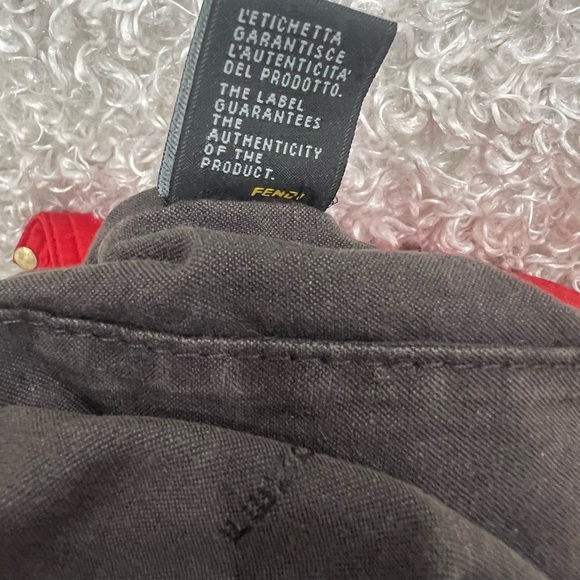 L'ETICHETTA
GARANTISCE
L'AUTENTICITA'
DEL PRODOTTO.
THE LABEL
GUARANTEES
THE
AUTHENTICITY
OF THE
PRODUCT.
FENDI